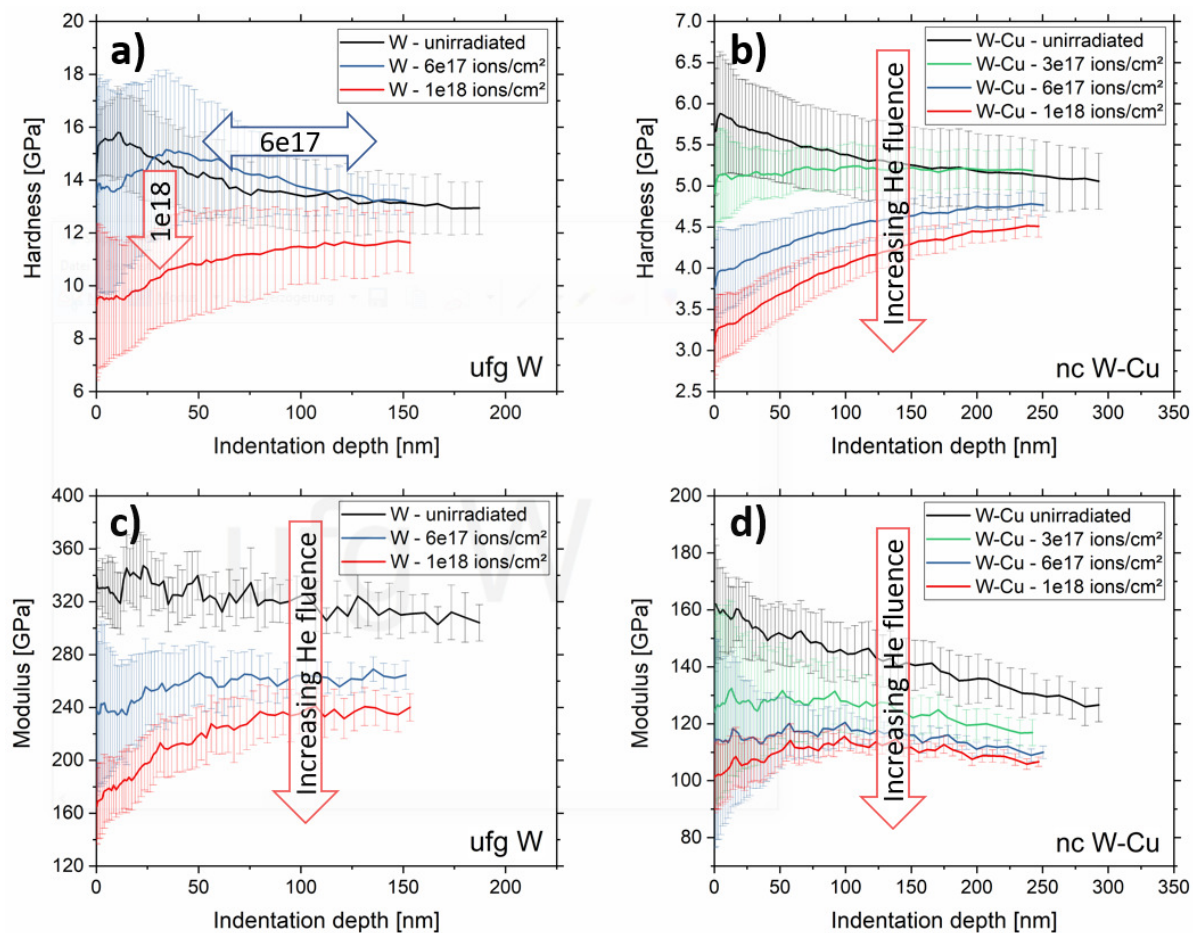 a)
W - unirradiated
W - 6e17 ions/cm²
W - 1e18 ions/cm²
6e17
1e18
Hardness [GPa]
20
18
16
14
12
10
8
6
0
50
100
150
200
Indentation depth [nm]
ufg W
b)
W-Cu - unirradiated
W-Cu - 3e17 ions/cm²
W-Cu - 6e17 ions/cm²
W-Cu - 1e18 ions/cm²
Increasing He fluence
Hardness [GPa]
7.0
6.5
6.0
5.5
5.0
4.5
4.0
3.5
3.0
2.5
0
50
100
150
200
250
300
350
Indentation depth [nm]
nc W-Cu
c)
W - unirradiated
W - 6e17 ions/cm²
W - 1e18 ions/cm²
Increasing He fluence
Modulus [GPa]
400
360
320
280
240
200
160
120
0
50
100
150
200
Indentation depth [nm]
ufg W
ufg W
d)
W-Cu unirradiated
W-Cu - 3e17 ions/cm²
W-Cu - 6e17 ions/cm²
W-Cu - 1e18 ions/cm²
Increasing He fluence
Modulus [GPa]
200
180
160
140
120
100
80
0
50
100
150
200
250
300
350
Indentation depth [nm]
nc W-Cu